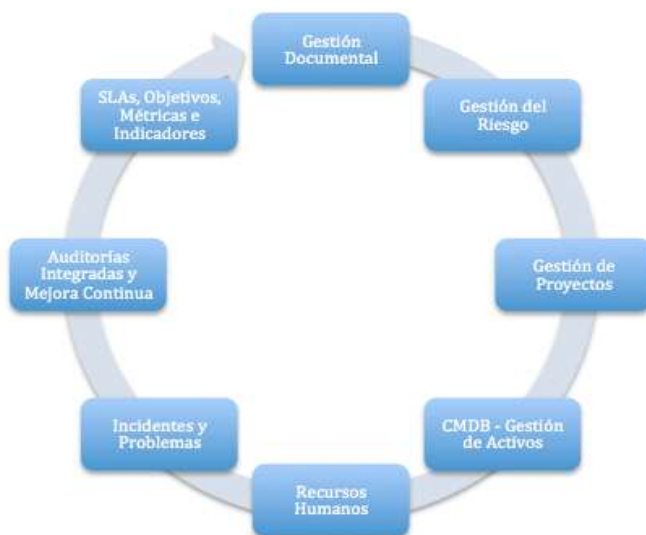 Gestión
Documental
Gestión del
Riesgo
Gestión de
Proyectos
CMDB - Gestión
de Activos
Recursos
Humanos
Incidentes y
Problemas
Auditorías
Integradas y
Mejora Continua
SLAs, Objetivos,
Métricas e
Indicadores